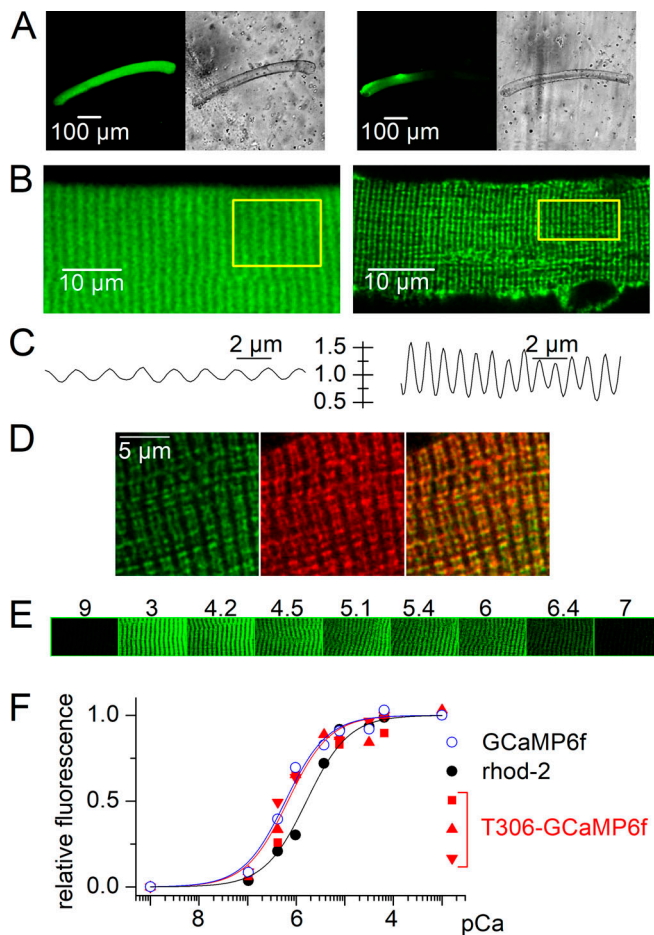 A
100 µm
100 µm
B
10 µm
10 µm
C
2 µm
1.5
1.0
0.5
2 µm
D
5 µm
E
9 3 4.2 4.5 5.1 5.4 6 6.4 7
F
relative fluorescence
1.0
0.5
0.0
8 6 4 pCa
GCaMP6f
rhod-2
T306-GCaMP6f